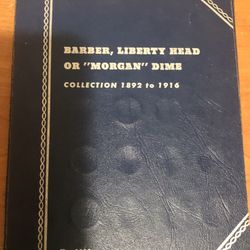 BARBER, LIBERTY HEAD
OR "MORGAN" DIME
COLLECTION 1892 to 1916